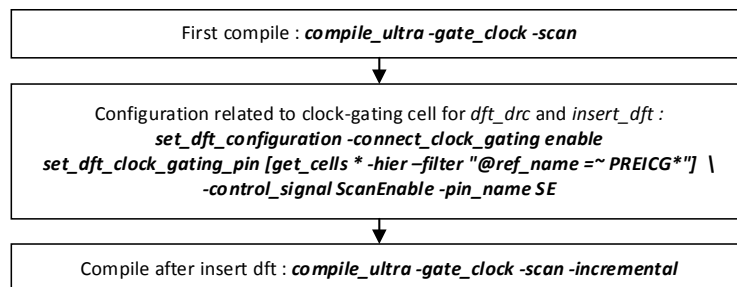 First compile : compile_ultra -gate_clock -scan
Configuration related to clock-gating cell for dft_drc and insert_dft :
set_dft_configuration -connect_clock_gating enable
set_dft_clock_gating_pin [get_cells * -hier –filter "@ref_name =~ PREICG*"] \
-control_signal ScanEnable -pin_name SE
Compile after insert dft : compile_ultra -gate_clock -scan -incremental